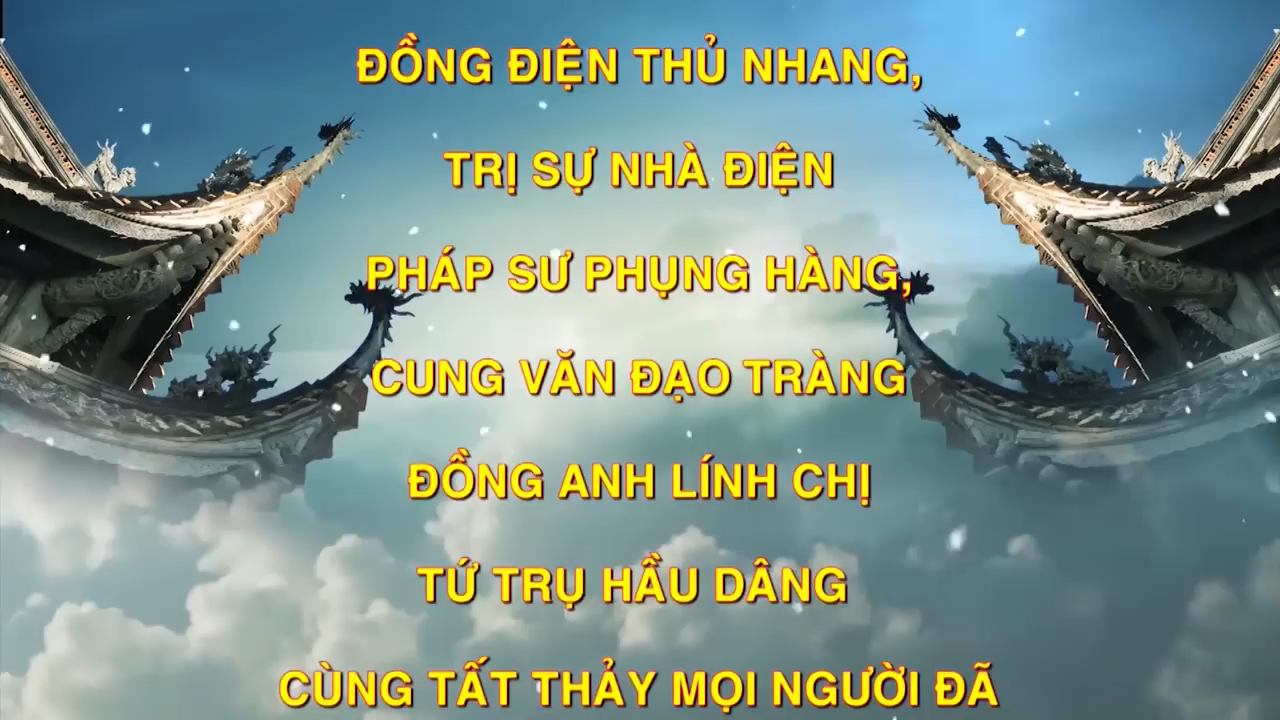 ĐỒNG ĐIỆN THỦ NHANG,
TRỊ SỰ NHÀ ĐIỆN
PHÁP SƯ PHỤNG HÀNG,
CUNG VĂN ĐẠO TRÀNG
ĐỒNG ANH LÍNH CHỊ
TỨ TRỤ HẦU DÂNG
CÙNG TẤT THẢY MỌI NGƯỜI ĐÃ